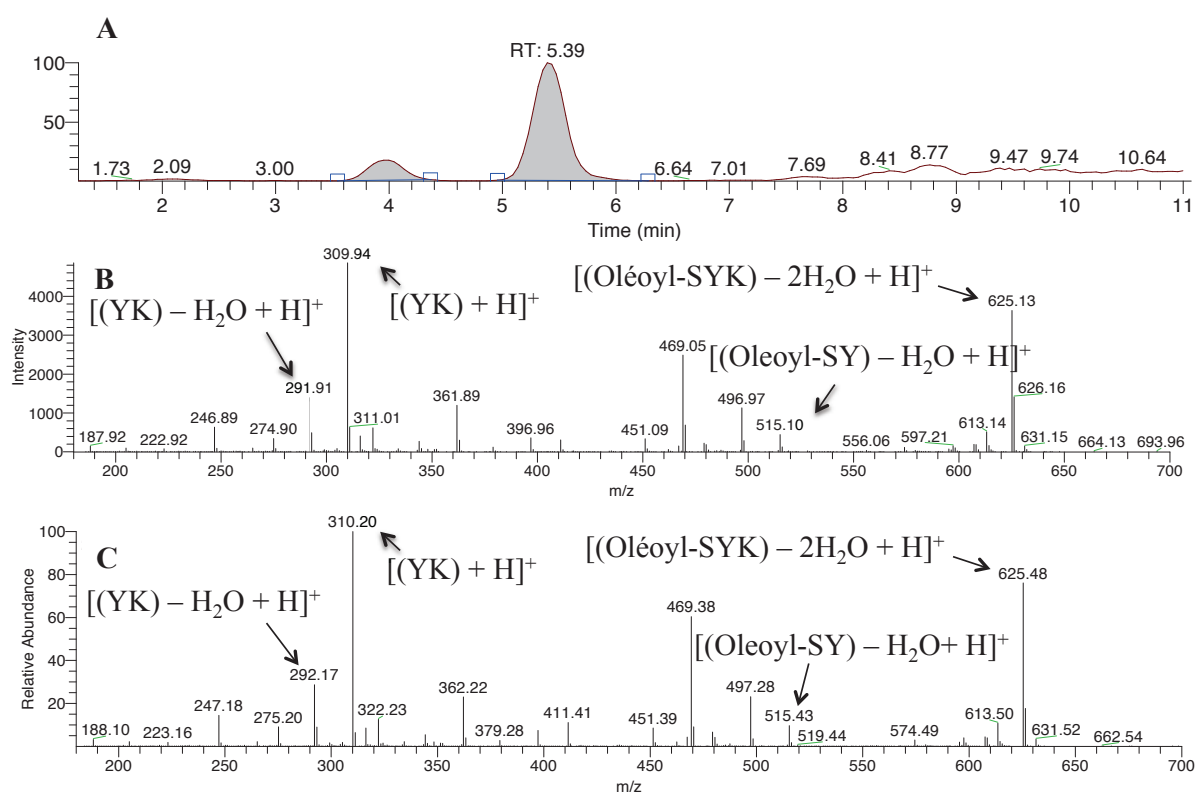 A
RT: 5.39
100
50
1.73 2.09 3.00 6.64 7.01 7.69 8.41 8.77 9.47 9.74 10.64
2 3 4 5 6 7 8 9 10 11
Time (min)
B
309.94
[(Oléoyl-SYK) – 2H₂O + H]⁺
[(YK) + H]⁺
[(YK) – H₂O + H]⁺
625.13
4000
3000
2000
1000
0
Intensity
469.05
[(Oleoyl-SY) – H₂O + H]⁺
291.91
361.89
496.97
626.16
246.89
311.01
515.10
613.14
187.92 222.92 274.90 396.96 451.09 556.06 597.21 631.15 664.13 693.96
200 250 300 350 400 450 500 550 600 650 700
m/z
C
310.20
[(Oléoyl-SYK) – 2H₂O + H]⁺
[(YK) + H]⁺
[(YK) – H₂O + H]⁺
625.48
100
80
60
40
20
Relative Abundance
469.38
[(Oleoyl-SY) – H₂O+ H]⁺
292.17
362.22
497.28
247.18
322.23
411.41
515.43
613.50
188.10 223.16 275.20 379.28 451.39 519.44 574.49 631.52 662.54
200 250 300 350 400 450 500 550 600 650 700
m/z